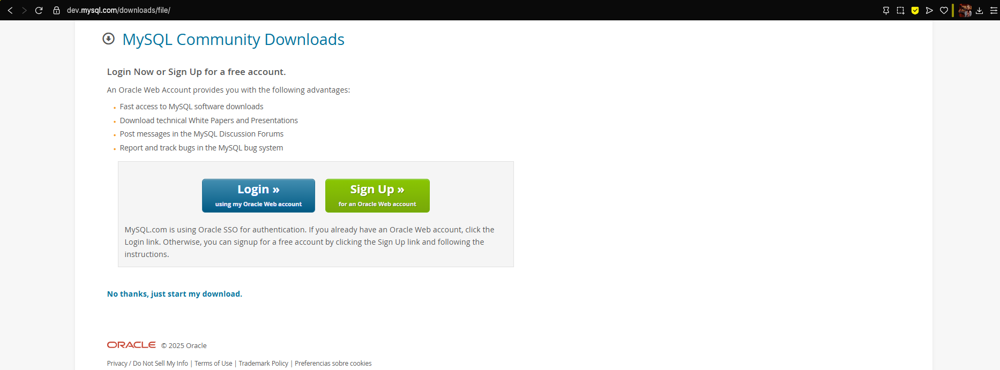 dev.mysql.com/downloads/file/
MySQL Community Downloads
Login Now or Sign Up for a free account.
An Oracle Web Account provides you with the following advantages:
Fast access to MySQL software downloads
Download technical White Papers and Presentations
Post messages in the MySQL Discussion Forums
Report and track bugs in the MySQL bug system
Login »
using my Oracle Web account
Sign Up »
for an Oracle Web account
MySQL.com is using Oracle SSO for authentication. If you already have an Oracle Web account, click the
Login link. Otherwise, you can signup for a free account by clicking the Sign Up link and following the
instructions.
No thanks, just start my download.
ORACLE © 2025 Oracle
Privacy / Do Not Sell My Info | Terms of Use | Trademark Policy | Preferencias sobre cookies